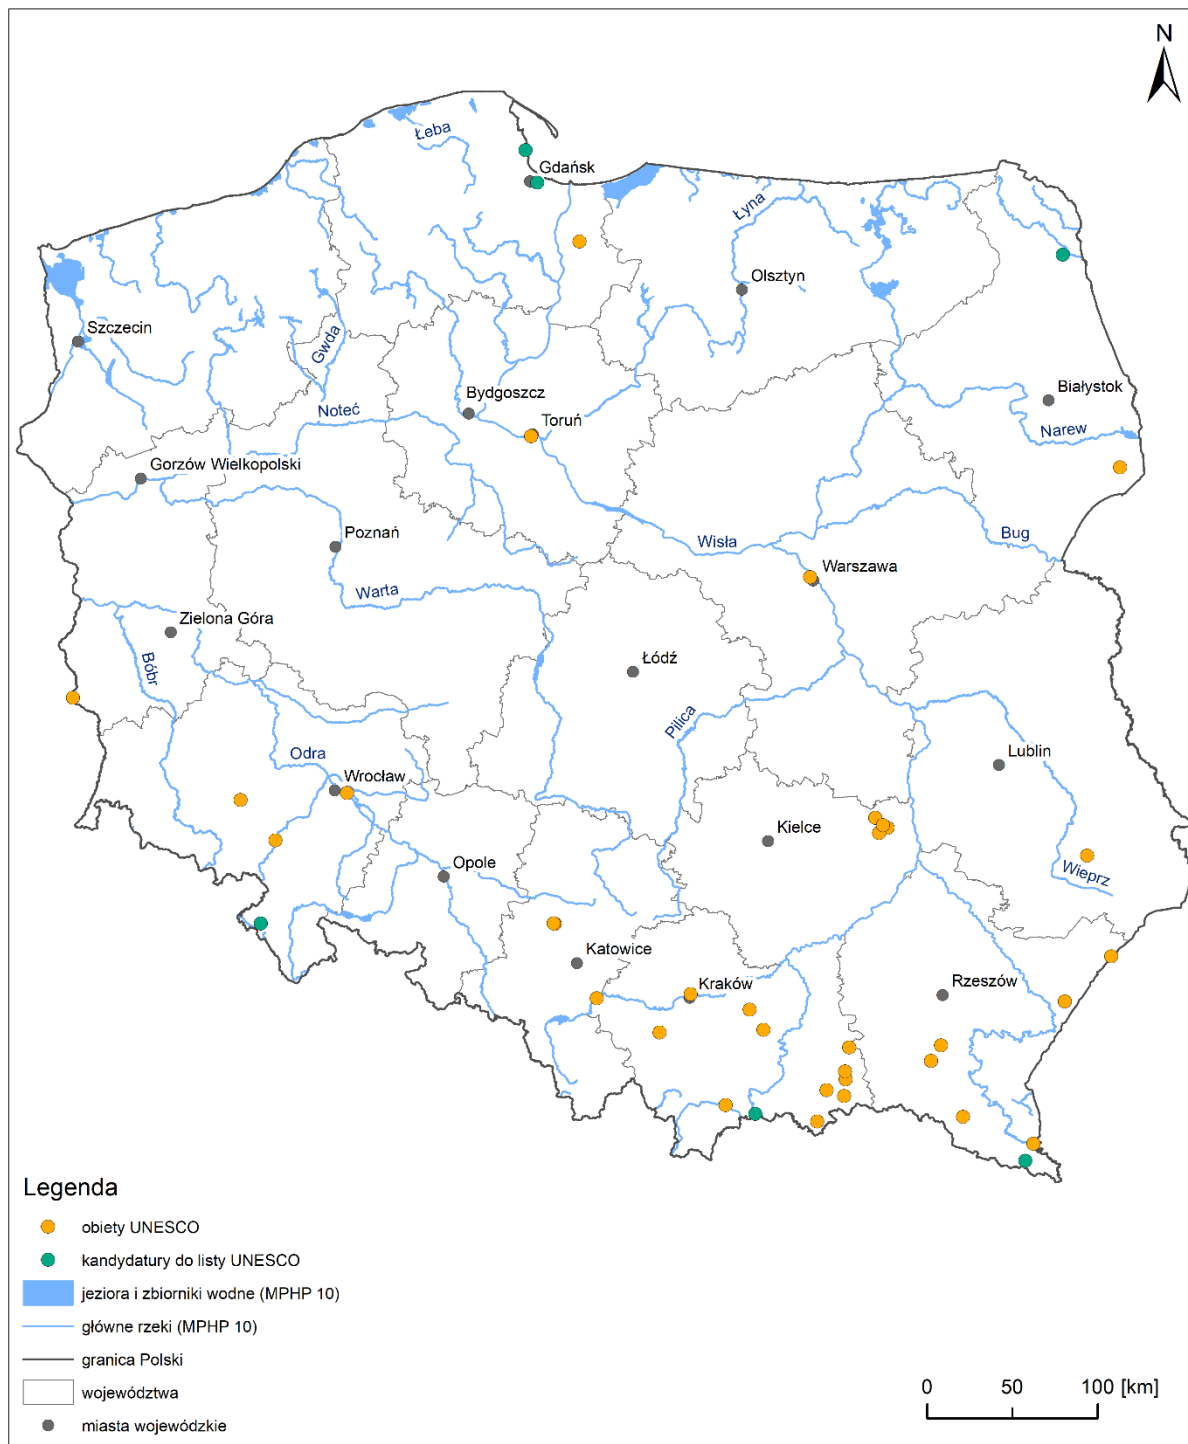 N
Łeba
Gdańsk
Łyna
Olsztyn
Szczecin
Gwda
Bydgoszcz
Białystok
Noteć
Toruń
Narew
Gorzów Wielkopolski
Poznań
Wisła
Bug
Warszawa
Warta
Zielona Góra
Bóbr
Łódź
Pilica
Odra
Wrocław
Lublin
Kielce
Opole
Wieprz
Katowice
Kraków
Rzeszów
Legenda
obiety UNESCO
kandydatury do listy UNESCO
jeziora i zbiorniki wodne (MPHP 10)
główne rzeki (MPHP 10)
granica Polski
województwa
miasta wojewódzkie
0 50 100 [km]